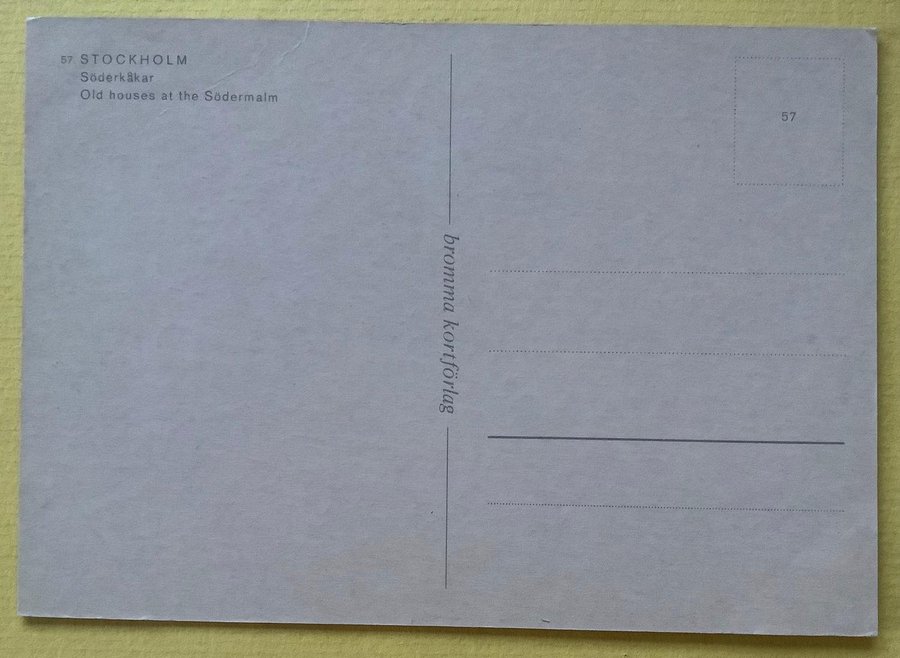 57 STOCKHOLM
Söderkåkar
Old houses at the Södermalm
bromma kortförlag
57